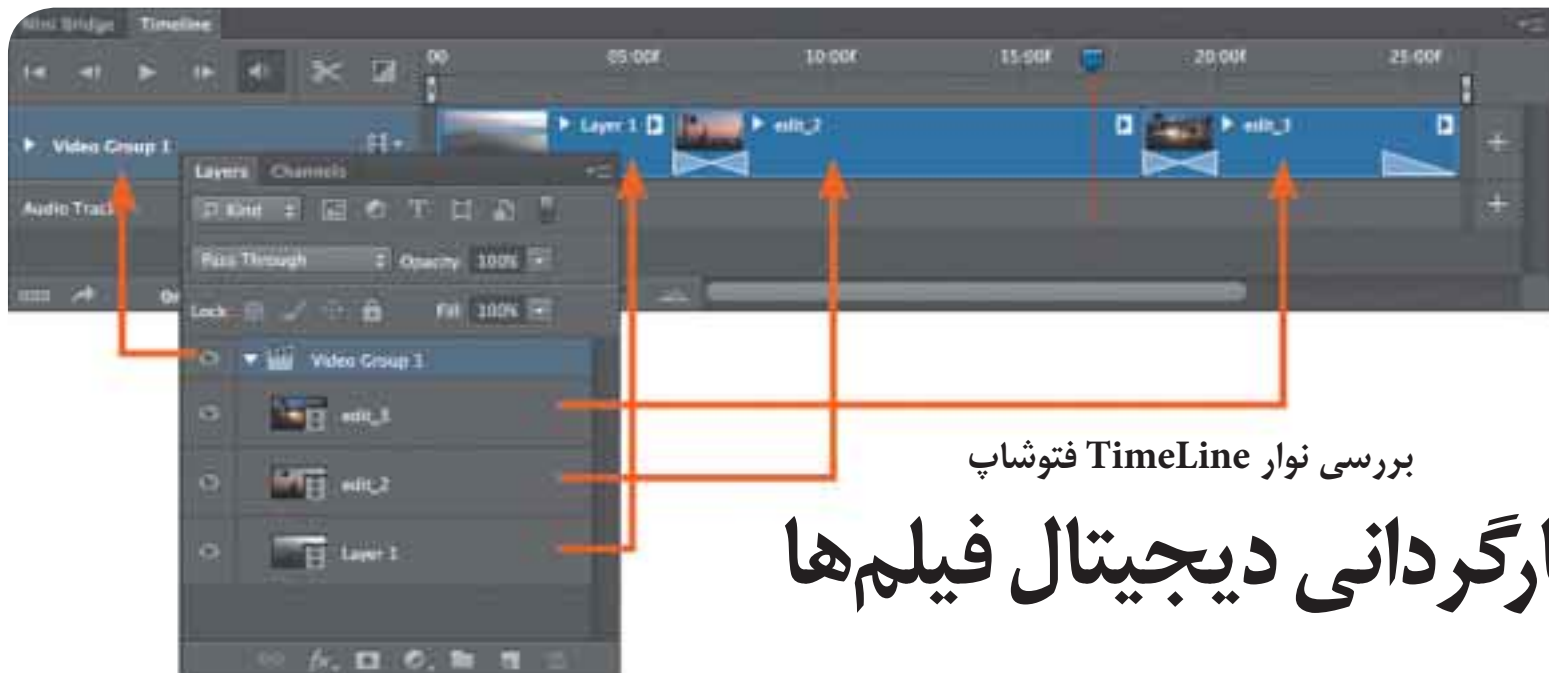 Mini Bridge Timeline
00 05:00f 10:00f 15:00f 20:00f 25:00f
Layer 1 edit_2 edit_3
Video Group 1
Layers Channels
Audio Track
Kind
Pass Through Opacity: 100%
Lock: Fill: 100%
Video Group 1
edit_3
edit_2
Layer 1
fx
بررسی نوار TimeLine فتوشاپ
ارگردانی دیجیتال فیلم‌ها